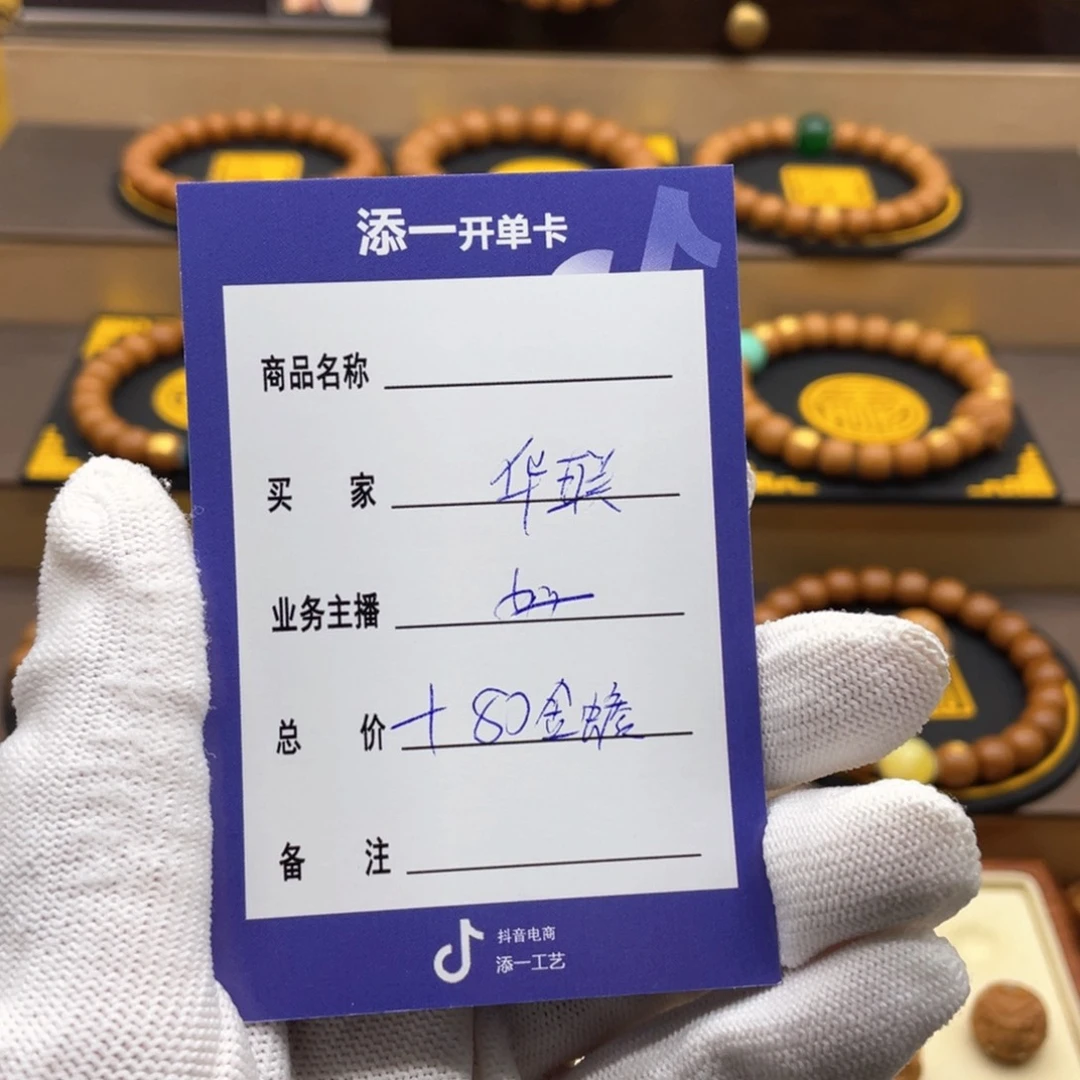 添一开单卡
商品名称
买 家 华联
业务主播
总 价 + 80金蟾
备 注
抖音电商
添一工艺